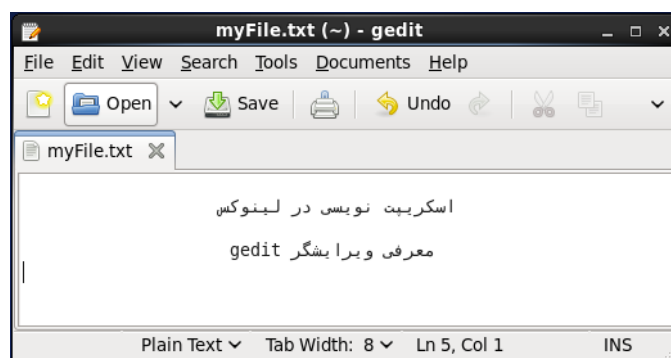 myFile.txt (~) - gedit
File Edit View Search Tools Documents Help
Open Save Undo
myFile.txt
اسکریپت نویسی در لینوکس
معرفی ویرایشگر gedit
Plain Text Tab Width: 8 Ln 5, Col 1 INS